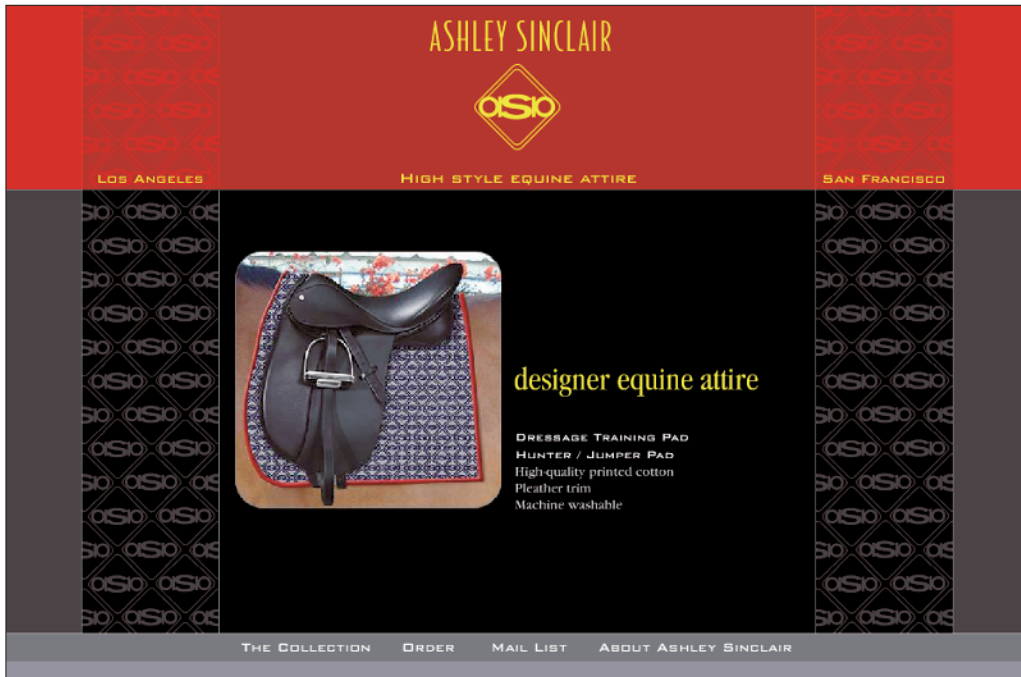 ASHLEY SINCLAIR
LOS ANGELES
HIGH STYLE EQUINE ATTIRE
SAN FRANCISCO
designer equine attire
DRESSAGE TRAINING PAD
HUNTER / JUMPER PAD
High-quality printed cotton
Pleather trim
Machine washable
THE COLLECTION ORDER MAIL LIST ABOUT ASHLEY SINCLAIR